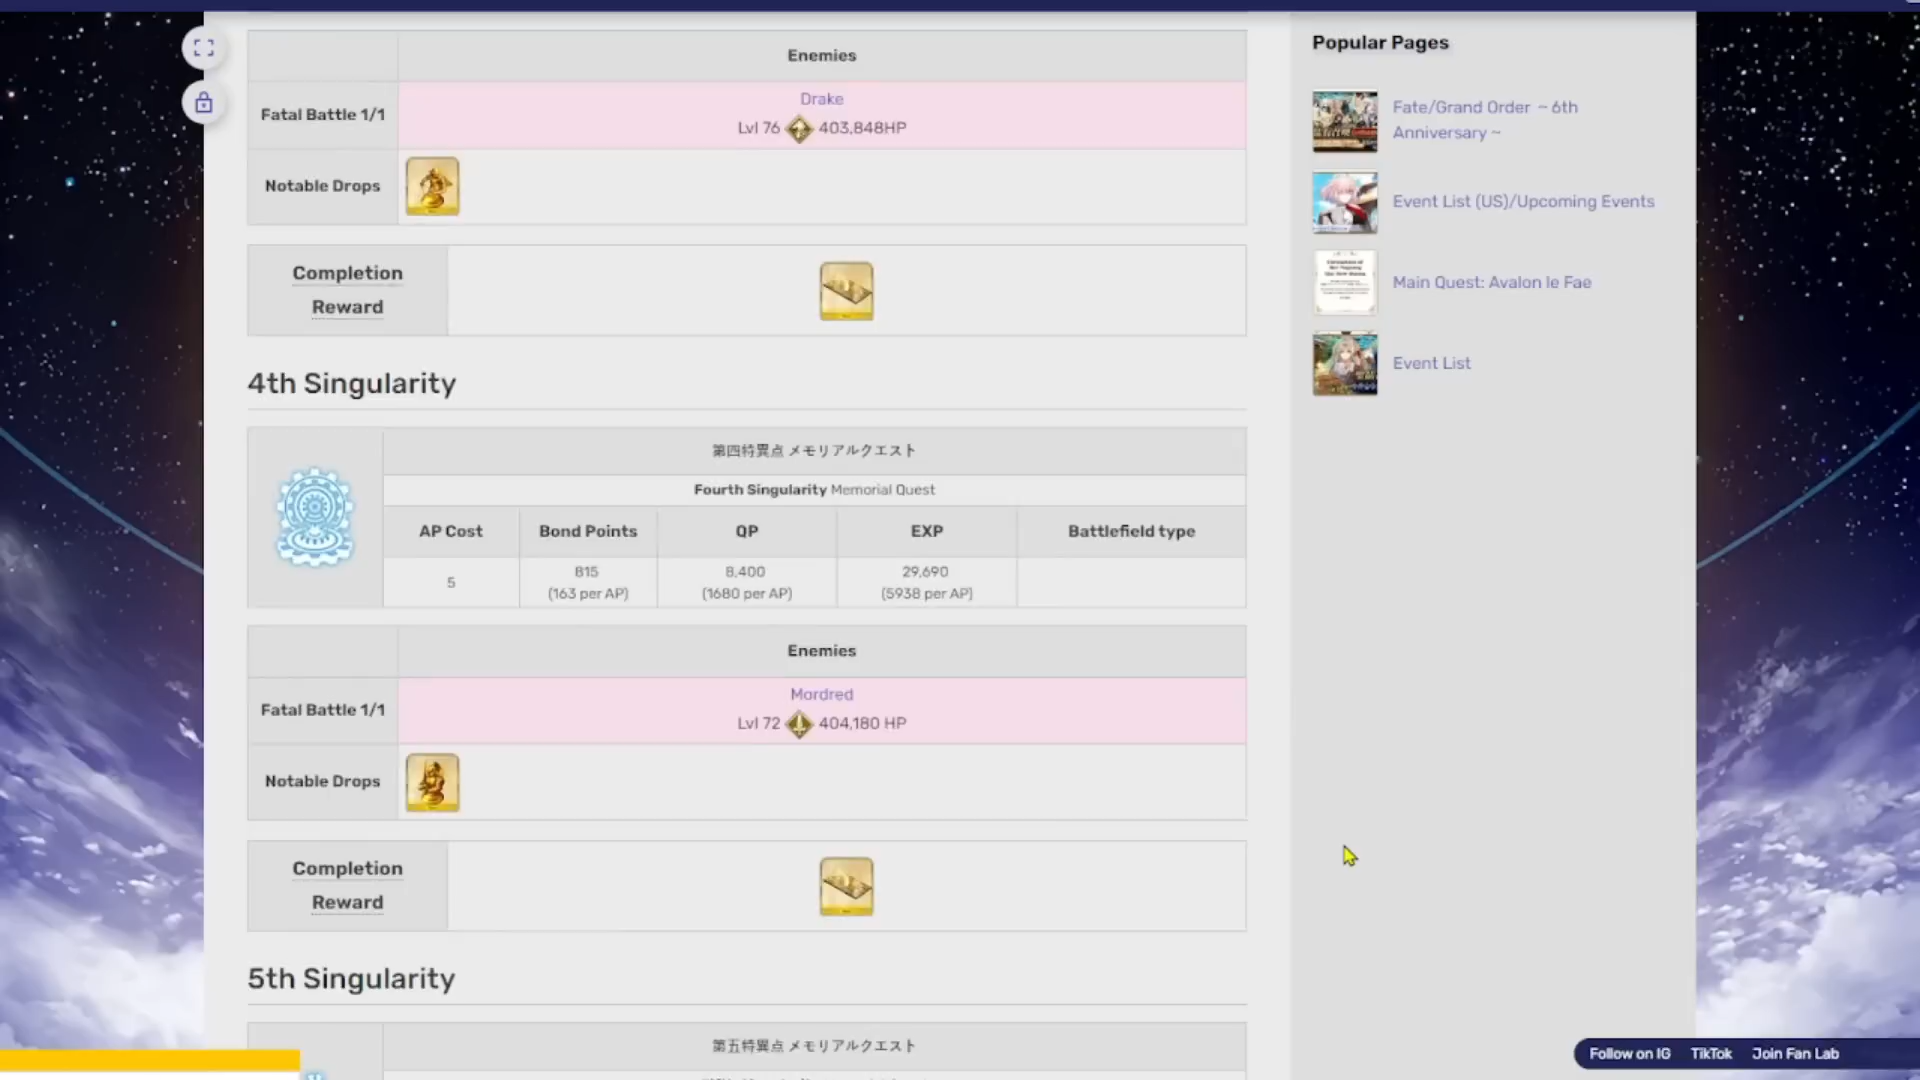 Enemies
Fatal Battle 1/1
Drake
Lvl 76 403,848HP
Notable Drops
Completion
Reward
4th Singularity
第四特異点 メモリアルクエスト
Fourth Singularity Memorial Quest
AP Cost Bond Points QP EXP Battlefield type
5
815
(163 per AP)
8,400
(1680 per AP)
29,690
(5938 per AP)
Enemies
Fatal Battle 1/1
Mordred
Lvl 72 404,180 HP
Notable Drops
Completion
Reward
5th Singularity
第五特異点 メモリアルクエスト
Popular Pages
Fate/Grand Order ~ 6th
Anniversary ~
Event List (US)/Upcoming Events
Main Quest: Avalon le Fae
Event List
Follow on IG TikTok Join Fan Lab